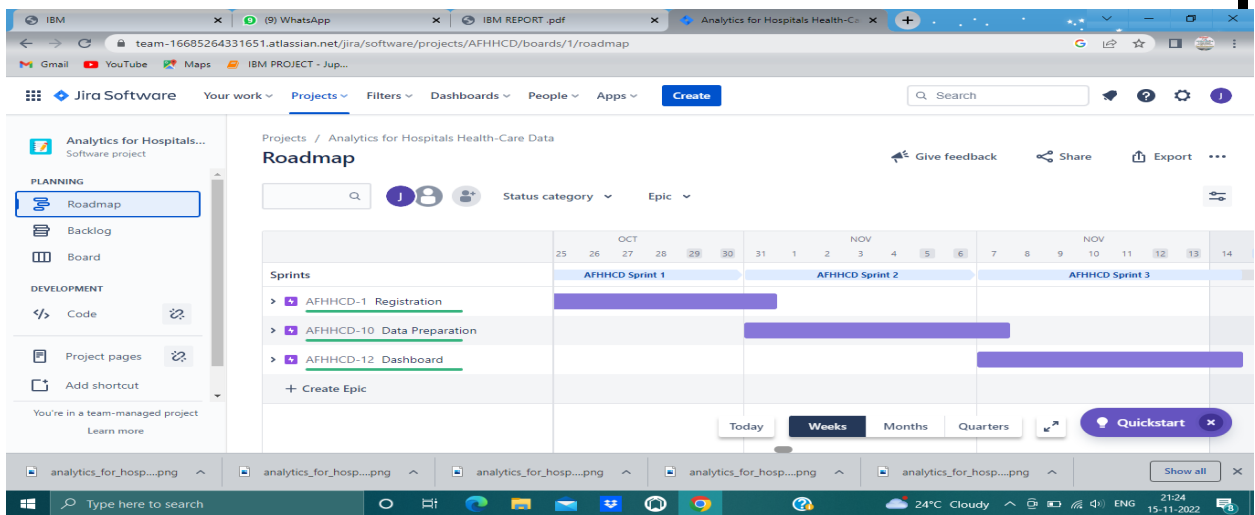 IBM
(9) WhatsApp
IBM REPORT .pdf
Analytics for Hospitals Health-Ca
team-16685264331651.atlassian.net/jira/software/projects/AFHHCD/boards/1/roadmap
Gmail YouTube Maps IBM PROJECT - Jup...
Jira Software Your work Projects Filters Dashboards People Apps Create Search J
Analytics for Hospitals...
Software project
PLANNING
Roadmap
Backlog
Board
DEVELOPMENT
Code
Project pages
Add shortcut
You're in a team-managed project
Learn more
Projects / Analytics for Hospitals Health-Care Data
Roadmap
Give feedback Share Export
J Status category Epic
OCT NOV NOV
25 26 27 28 29 30 31 1 2 3 4 5 6 7 8 9 10 11 12 13 14
Sprints AFHHCD Sprint 1 AFHHCD Sprint 2 AFHHCD Sprint 3
AFHHCD-1 Registration
AFHHCD-10 Data Preparation
AFHHCD-12 Dashboard
+ Create Epic
Today Weeks Months Quarters
Quickstart
analytics_for_hosp....png analytics_for_hosp....png analytics_for_hosp....png analytics_for_hosp....png analytics_for_hosp....png Show all
Type here to search
24°C Cloudy ENG
21:24
15-11-2022